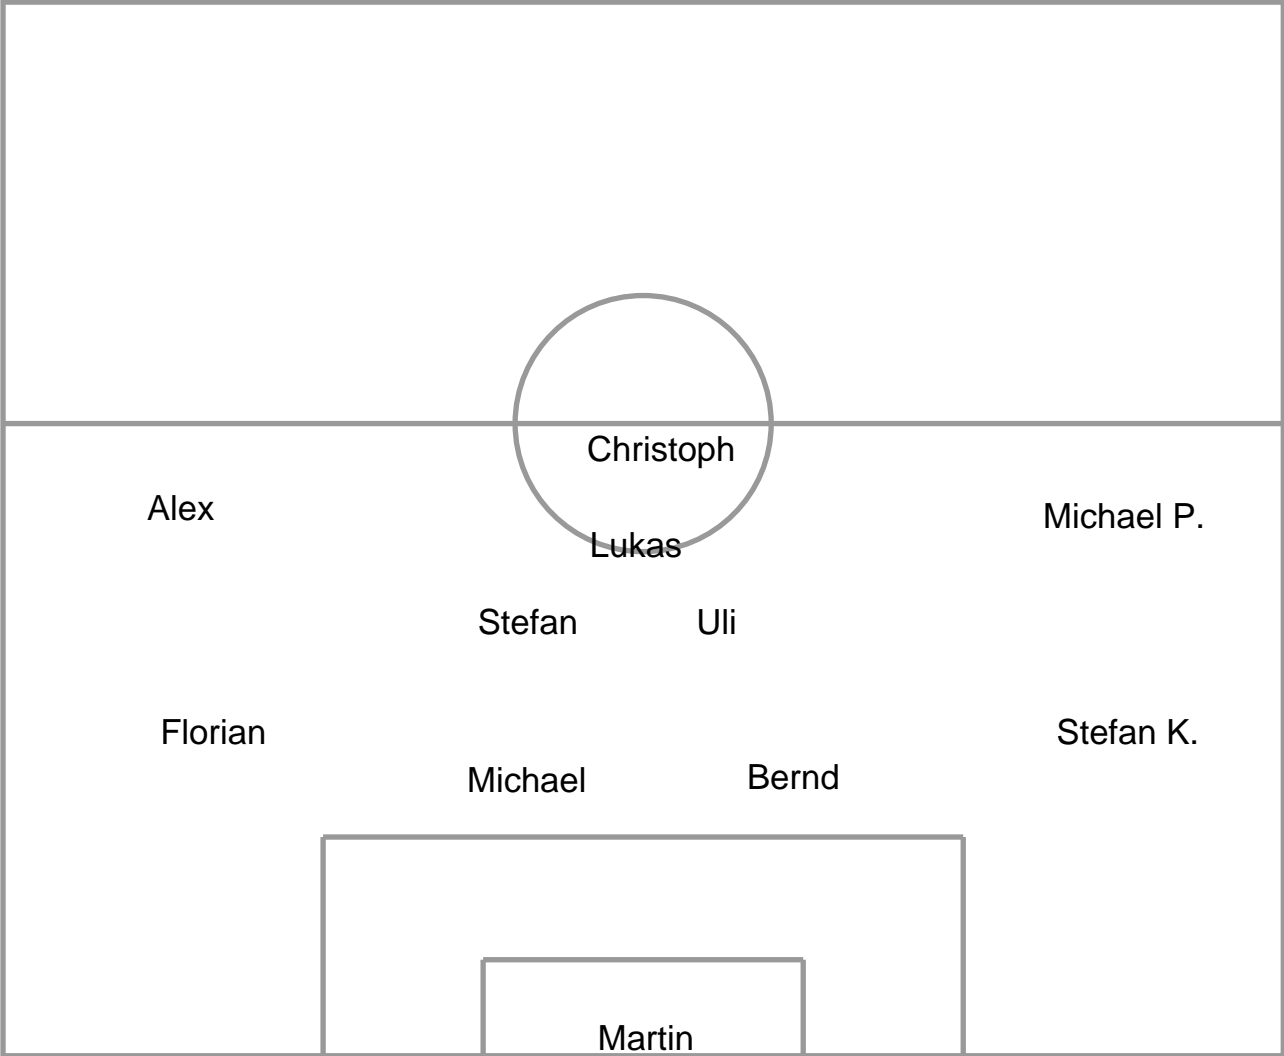 Christoph
Alex
Michael P.
Lukas
Stefan
Uli
Florian
Stefan K.
Michael
Bernd
Martin